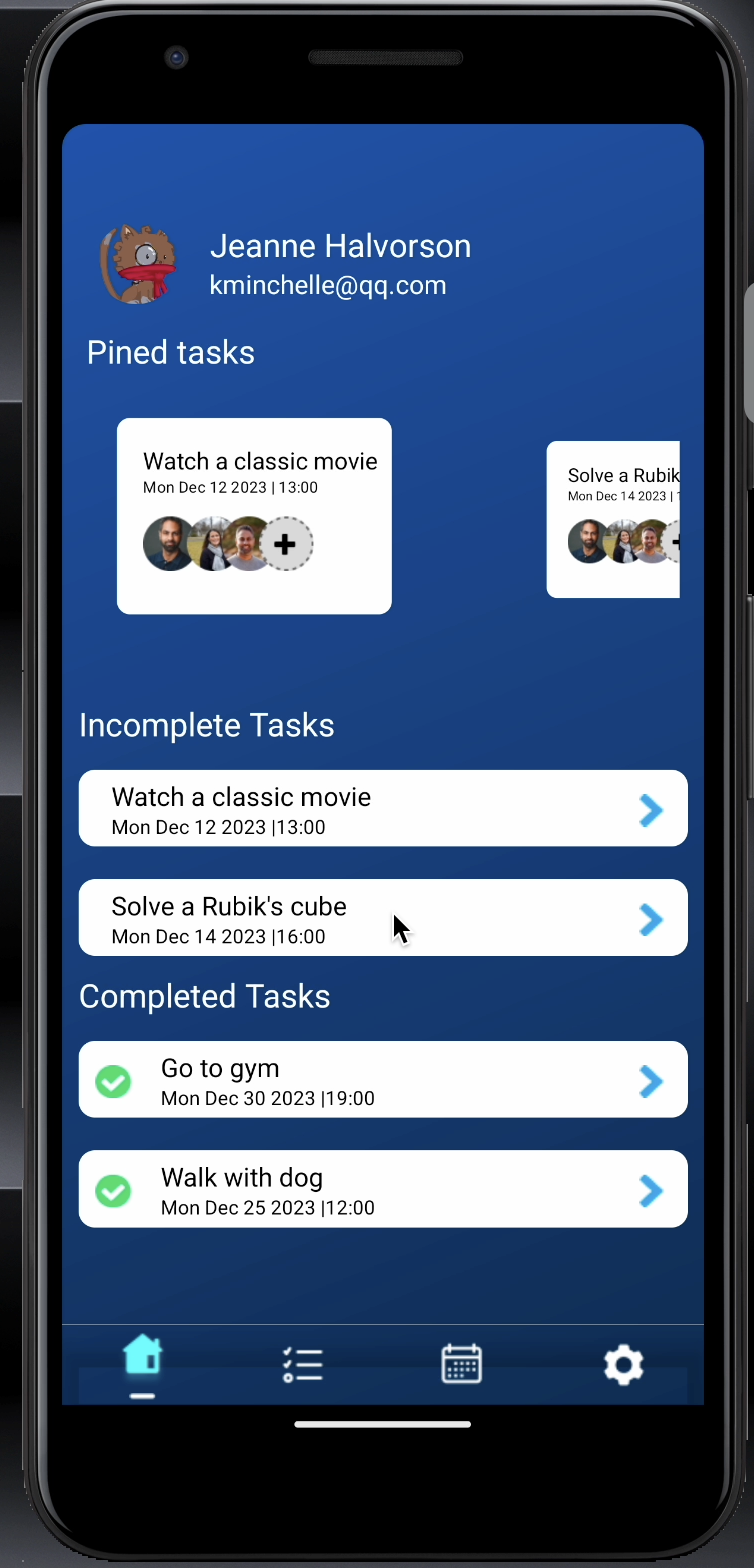 Jeanne Halvorson
kminchelle@qq.com
Pined tasks
Watch a classic movie
Mon Dec 12 2023 | 13:00
Solve a Rubik
Mon Dec 14 2023 | 1
Incomplete Tasks
Watch a classic movie
Mon Dec 12 2023 |13:00
Solve a Rubik's cube
Mon Dec 14 2023 |16:00
Completed Tasks
Go to gym
Mon Dec 30 2023 |19:00
Walk with dog
Mon Dec 25 2023 |12:00